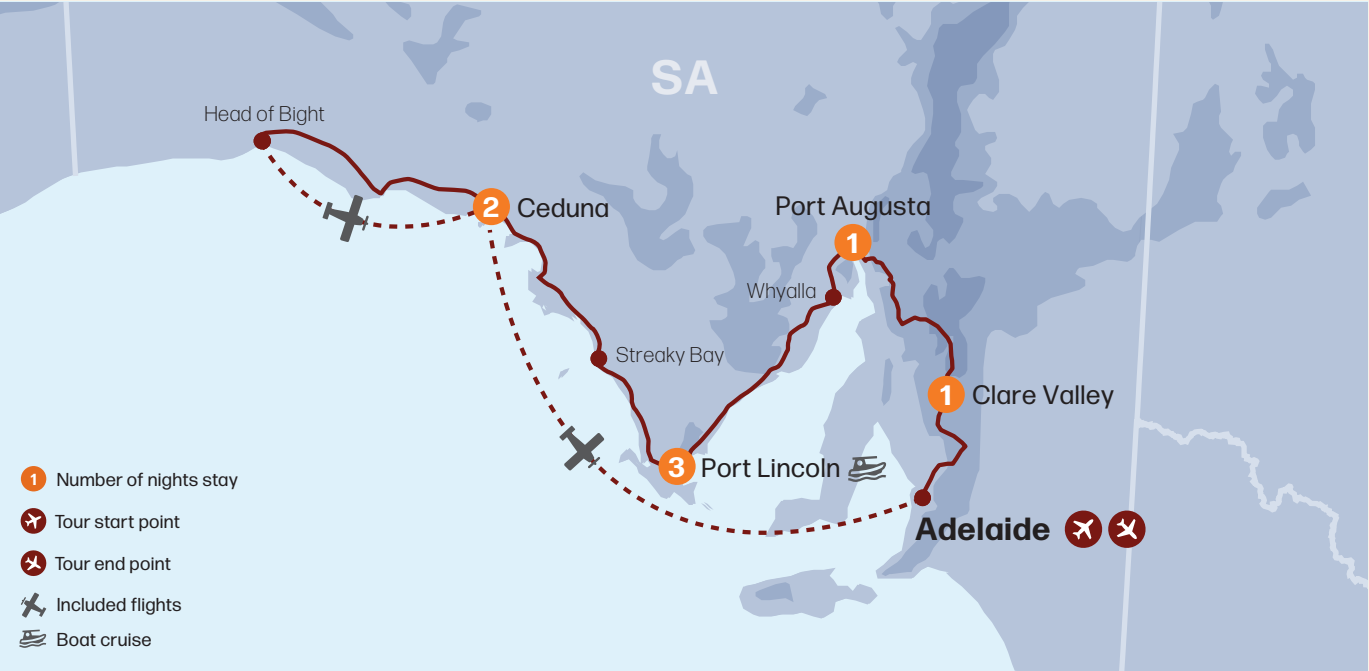 SA
Head of Bight
2 Ceduna
Port Augusta
1
Whyalla
Streaky Bay
1 Clare Valley
3 Port Lincoln
Adelaide
1 Number of nights stay
Tour start point
Tour end point
Included flights
Boat cruise